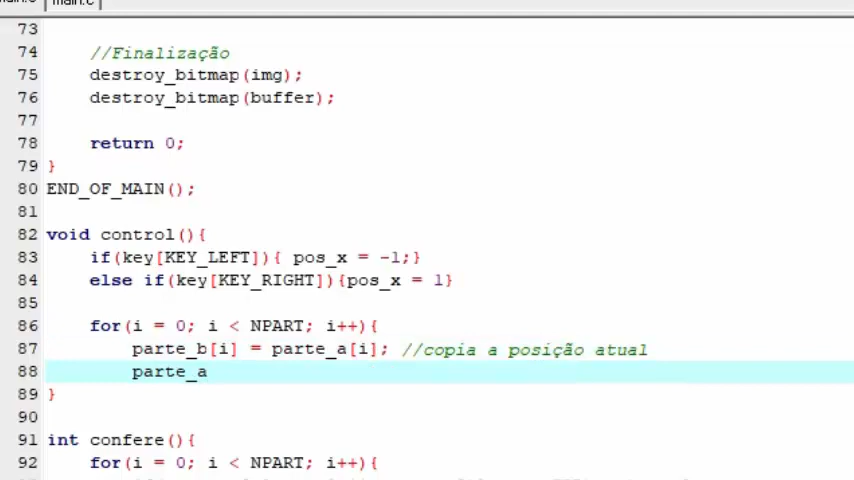 main.c
73
74 //Finalização
75 destroy_bitmap(img);
76 destroy_bitmap(buffer);
77
78 return 0;
79 }
80 END_OF_MAIN();
81
82 void control(){
83 if(key[KEY_LEFT]){ pos_x = -1;}
84 else if(key[KEY_RIGHT]){pos_x = 1}
85
86 for(i = 0; i < NPART; i++){
87 parte_b[i] = parte_a[i]; //copia a posição atual
88 parte_a
89 }
90
91 int confere(){
92 for(i = 0; i < NPART; i++){